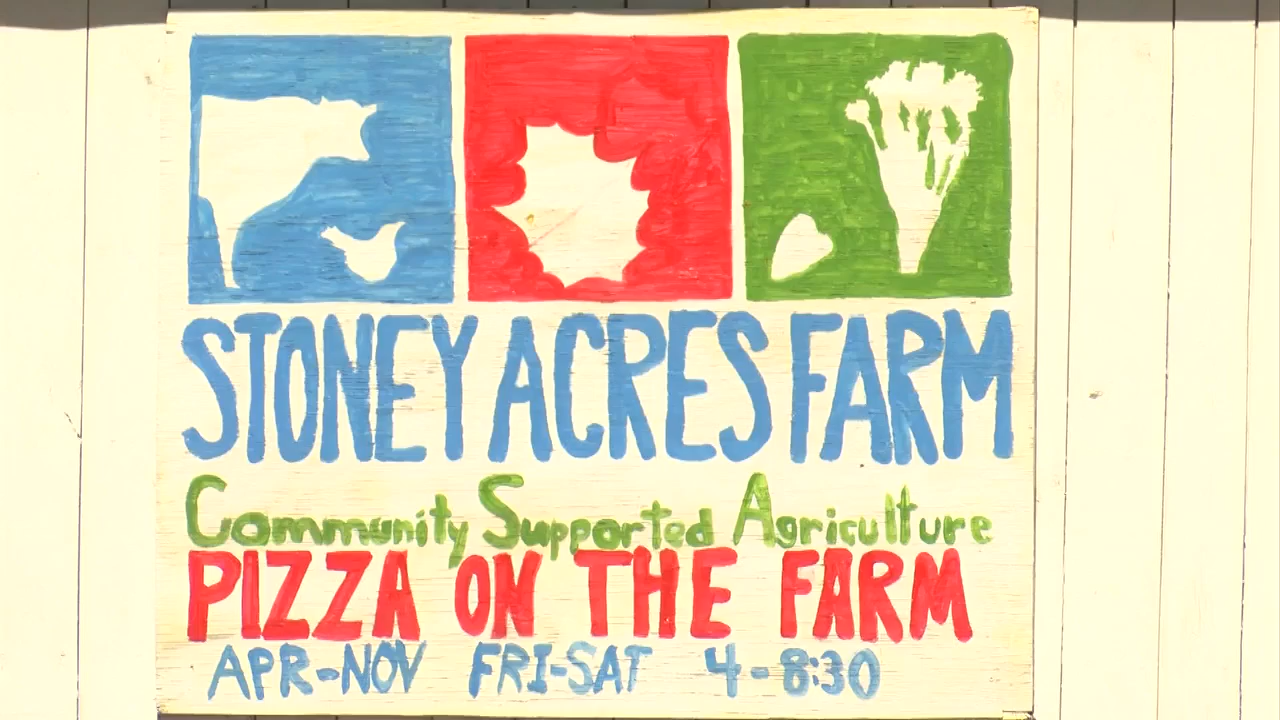 STONEY ACRES FARM
Community Supported Agriculture
PIZZA ON THE FARM
APR-NOV FRI-SAT 4-8:30